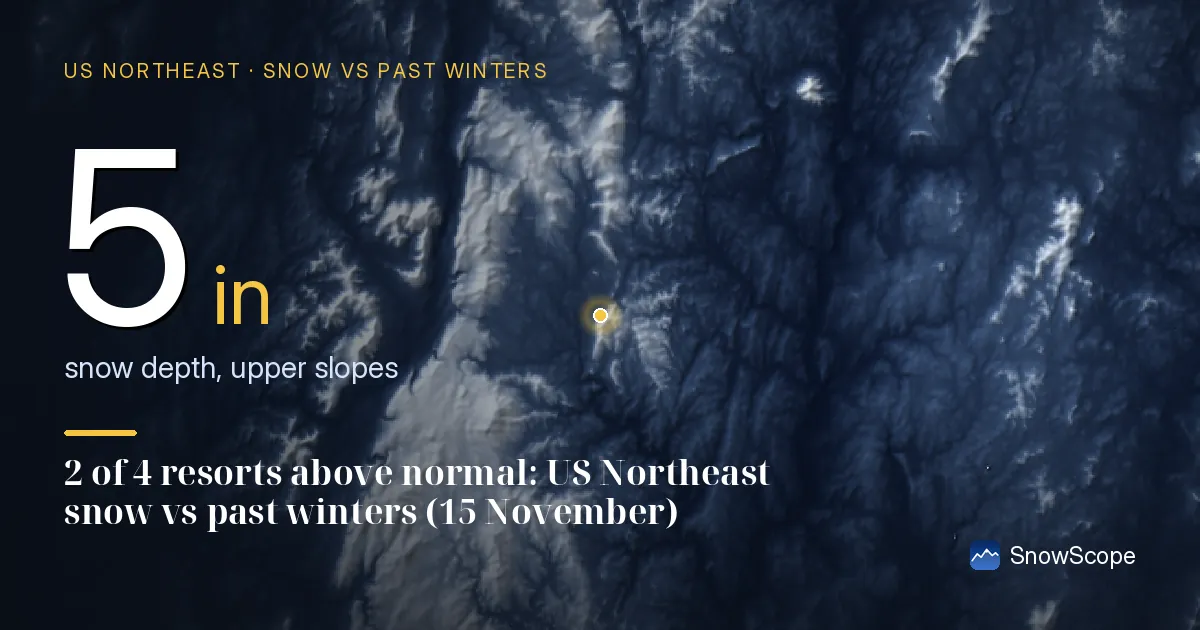 US NORTHEAST · SNOW VS PAST WINTERS
5 in
snow depth, upper slopes
2 of 4 resorts above normal: US Northeast
snow vs past winters (15 November)
SnowScope